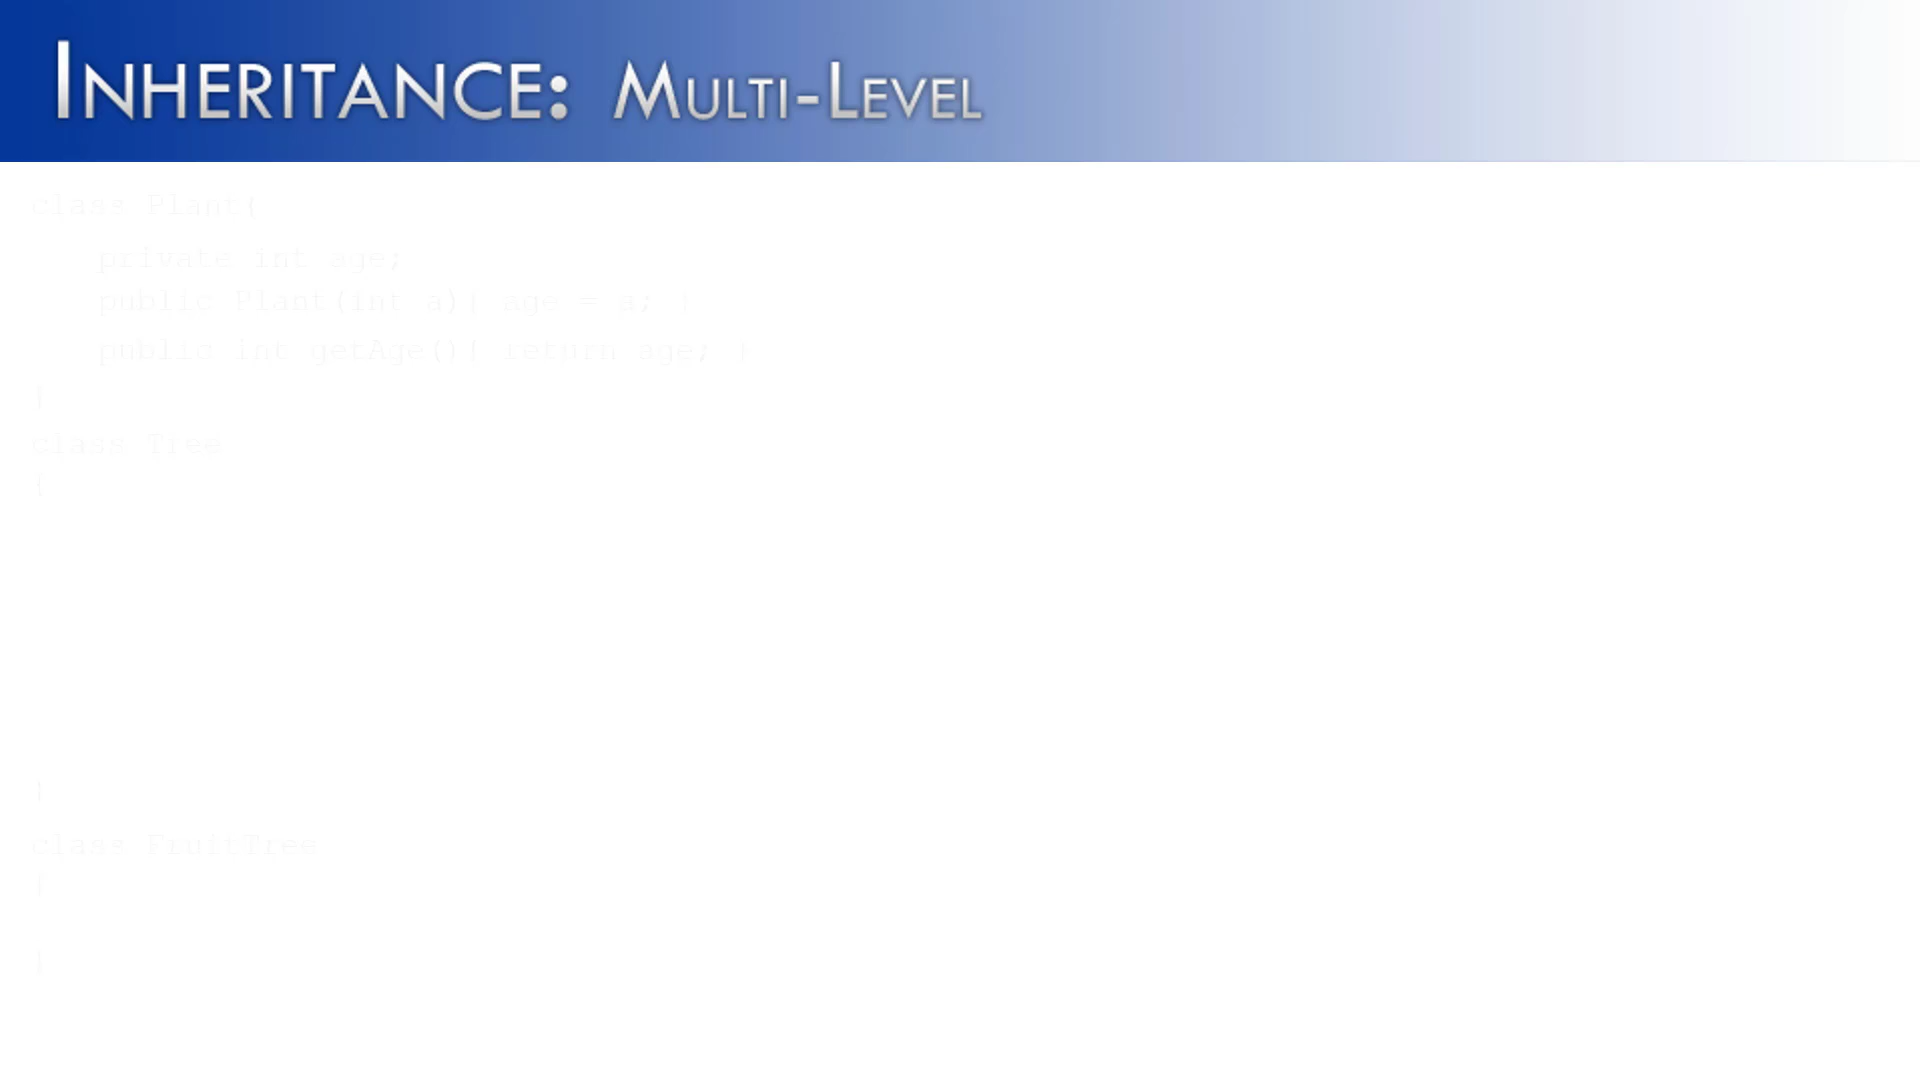 INHERITANCE: MULTI-LEVEL
class Plant{
private int age;
public Plant(int a){ age = a; }
public int getAge(){ return age; }
}
class Tree
{
}
class FruitTree
{
}